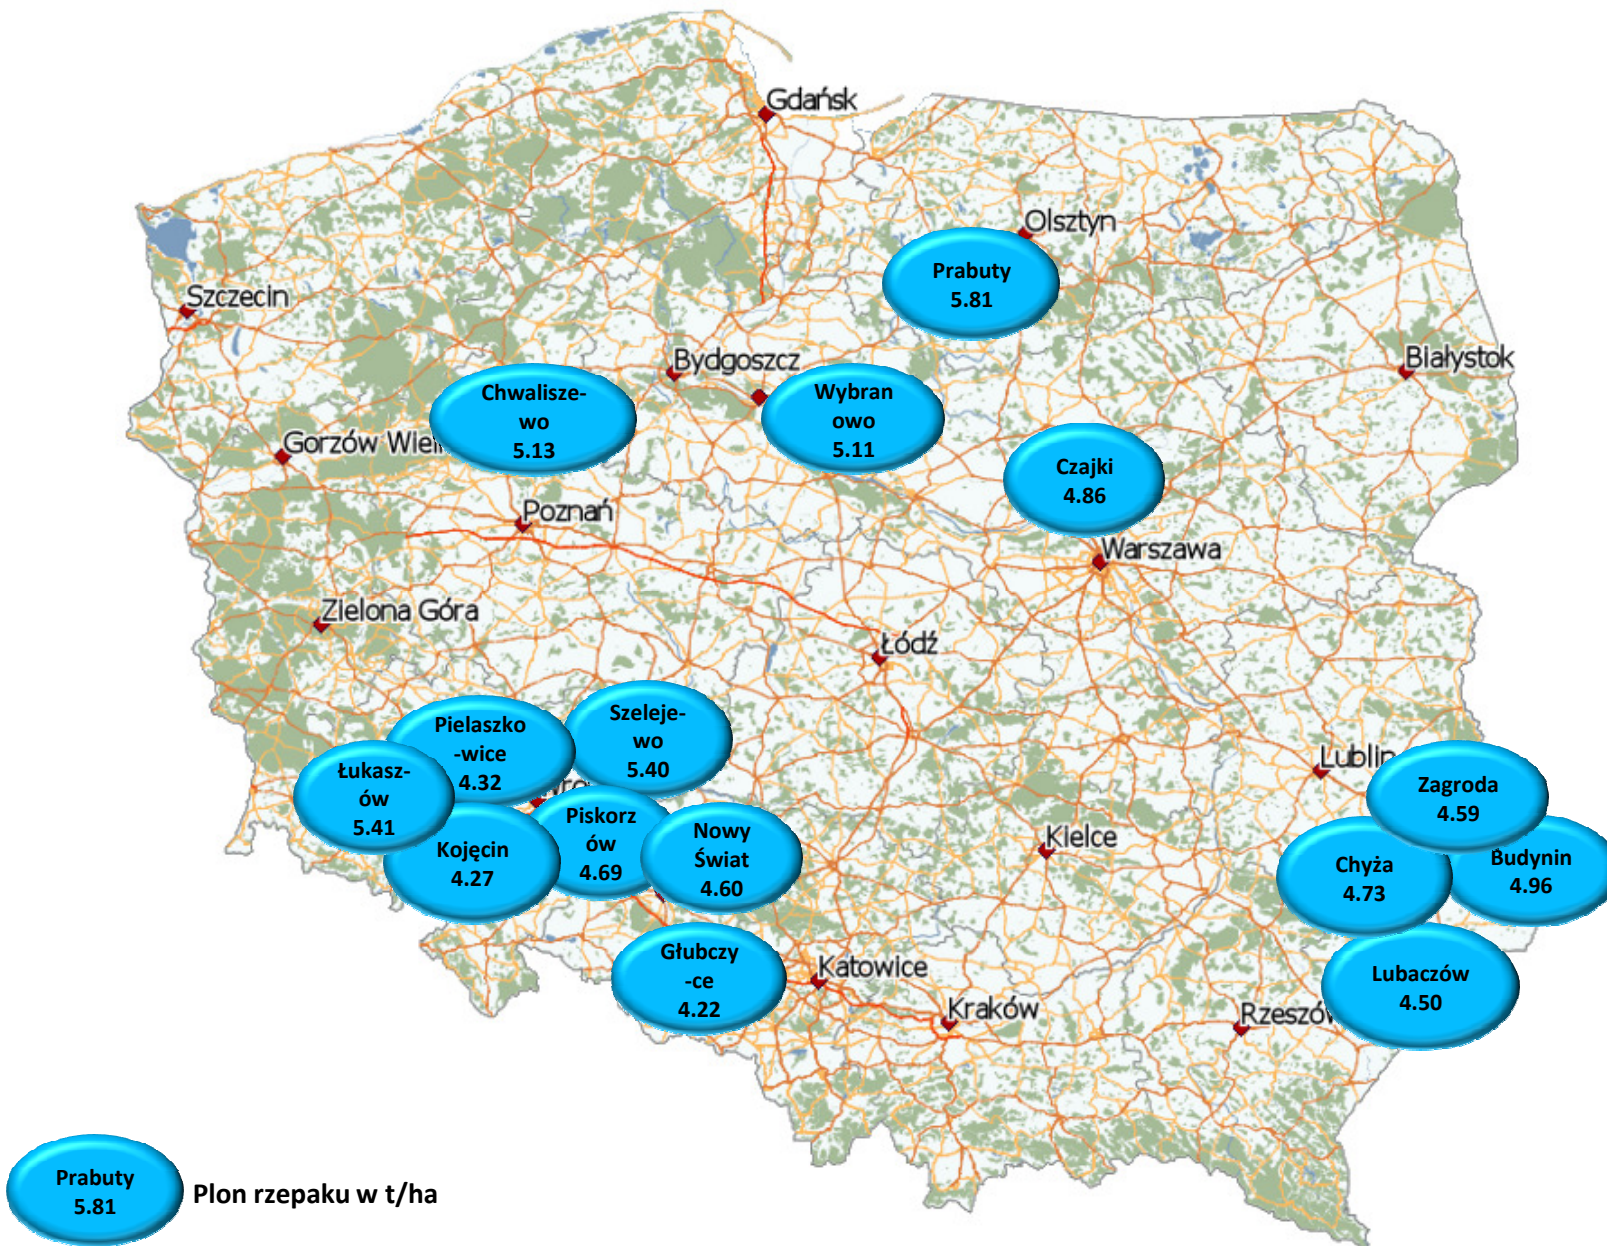 Gdańsk
Olsztyn
Prabuty
5.81
Szczecin
Bydgoszcz
Białystok
Chwalisze-
wo
5.13
Wybran
owo
5.11
Gorzów Wiel
Czajki
4.86
Poznań
Warszawa
Zielona Góra
Łódź
Pielaszko
-wice
4.32
Szeleje-
wo
5.40
Łukasz-
ów
5.41
Lublin
Zagroda
4.59
Piskorz
ów
4.69
Nowy
Świat
4.60
Kojęcin
4.27
Kielce
Chyża
4.73
Budynin
4.96
Głubczy
-ce
4.22
Katowice
Lubaczów
4.50
Kraków
Rzeszów
Prabuty
5.81
Plon rzepaku w t/ha